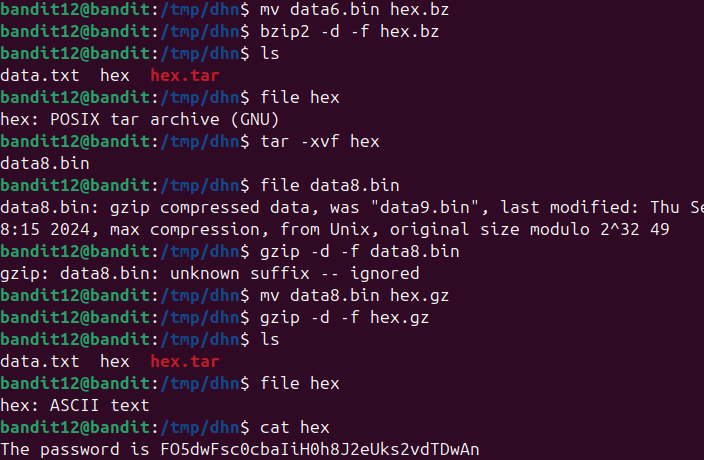 bandit12@bandit:/tmp/dhn$ mv data6.bin hex.bz
bandit12@bandit:/tmp/dhn$ bzip2 -d -f hex.bz
bandit12@bandit:/tmp/dhn$ ls
data.txt  hex  hex.tar
bandit12@bandit:/tmp/dhn$ file hex
hex: POSIX tar archive (GNU)
bandit12@bandit:/tmp/dhn$ tar -xvf hex
data8.bin
bandit12@bandit:/tmp/dhn$ file data8.bin
data8.bin: gzip compressed data, was "data9.bin", last modified: Thu Se
8:15 2024, max compression, from Unix, original size modulo 2^32 49
bandit12@bandit:/tmp/dhn$ gzip -d -f data8.bin
gzip: data8.bin: unknown suffix -- ignored
bandit12@bandit:/tmp/dhn$ mv data8.bin hex.gz
bandit12@bandit:/tmp/dhn$ gzip -d -f hex.gz
bandit12@bandit:/tmp/dhn$ ls
data.txt  hex  hex.tar
bandit12@bandit:/tmp/dhn$ file hex
hex: ASCII text
bandit12@bandit:/tmp/dhn$ cat hex
The password is FO5dwFsc0cbaIiH0h8J2eUks2vdTDwAn